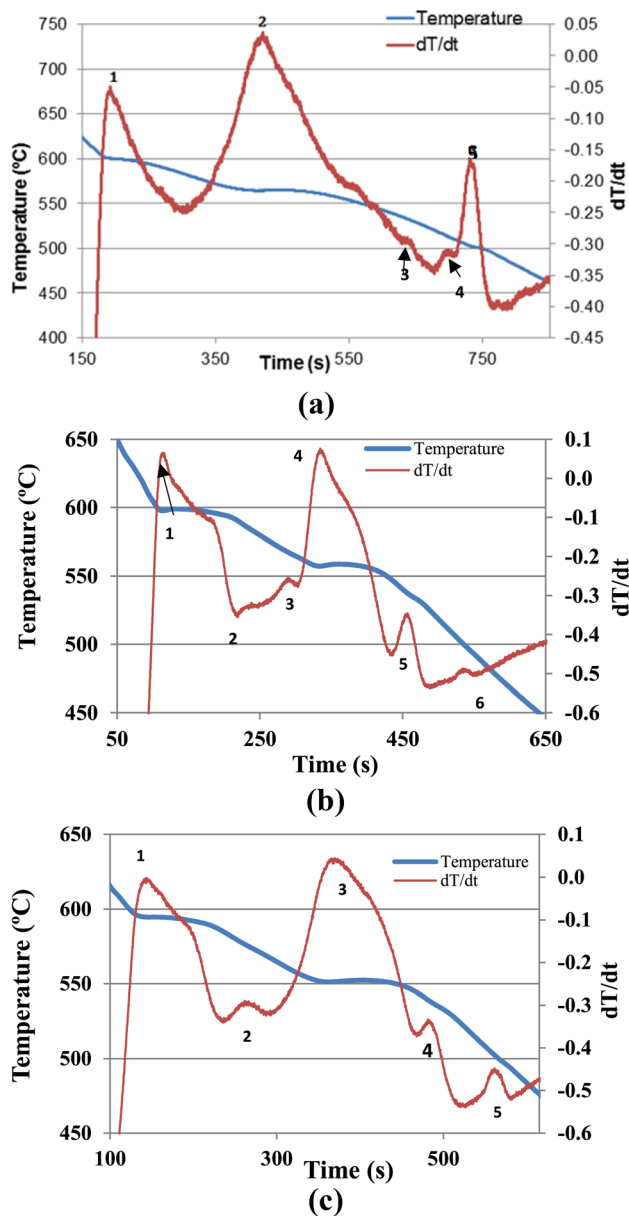 750 2 Temperature 0.05
700 dT/dt 0.00
650 1 -0.05
600 -0.10
550 -0.15
500 5 -0.20
450 3 -0.25
400 4 -0.30
-0.35
-0.40
-0.45
Temperature (ºC)
dT/dt
150 350 550 750
Time (s)
(a)
650 4 Temperature 0.1
dT/dt 0.0
600 1 -0.1
550 -0.2
3 -0.3
500 2 -0.4
5 -0.5
450 6 -0.6
Temperature (ºC)
dT/dt
50 250 450 650
Time (s)
(b)
650 1 Temperature 0.1
3 dT/dt 0.0
600 -0.1
550 -0.2
2 -0.3
500 4 -0.4
5 -0.5
450 -0.6
Temperature (ºC)
dT/dt
100 300 500
Time (s)
(c)